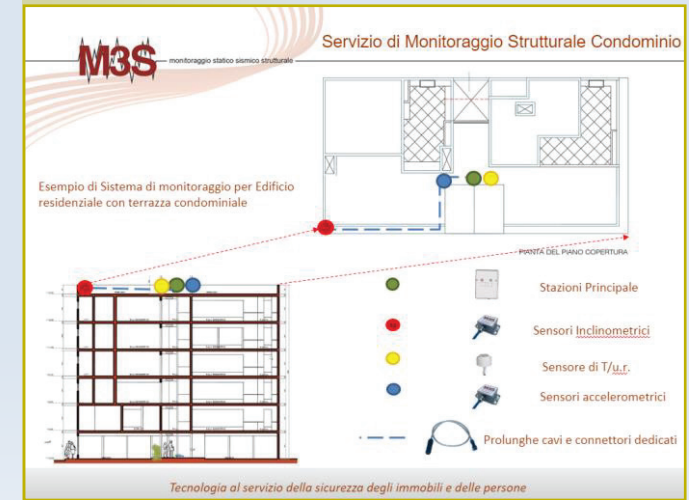 Servizio di Monitoraggio Strutturale Condominio
M3S
monitoraggio statico sismico strutturale
Esempio di Sistema di monitoraggio per Edificio
residenziale con terrazza condominiale
PIANTA DEL PIANO COPERTURA
Stazioni Principale
Sensori Inclinometrici
Sensore di T/u.r.
Sensori accelerometrici
Prolunghe cavi e connettori dedicati
Tecnologia al servizio della sicurezza degli immobili e delle persone